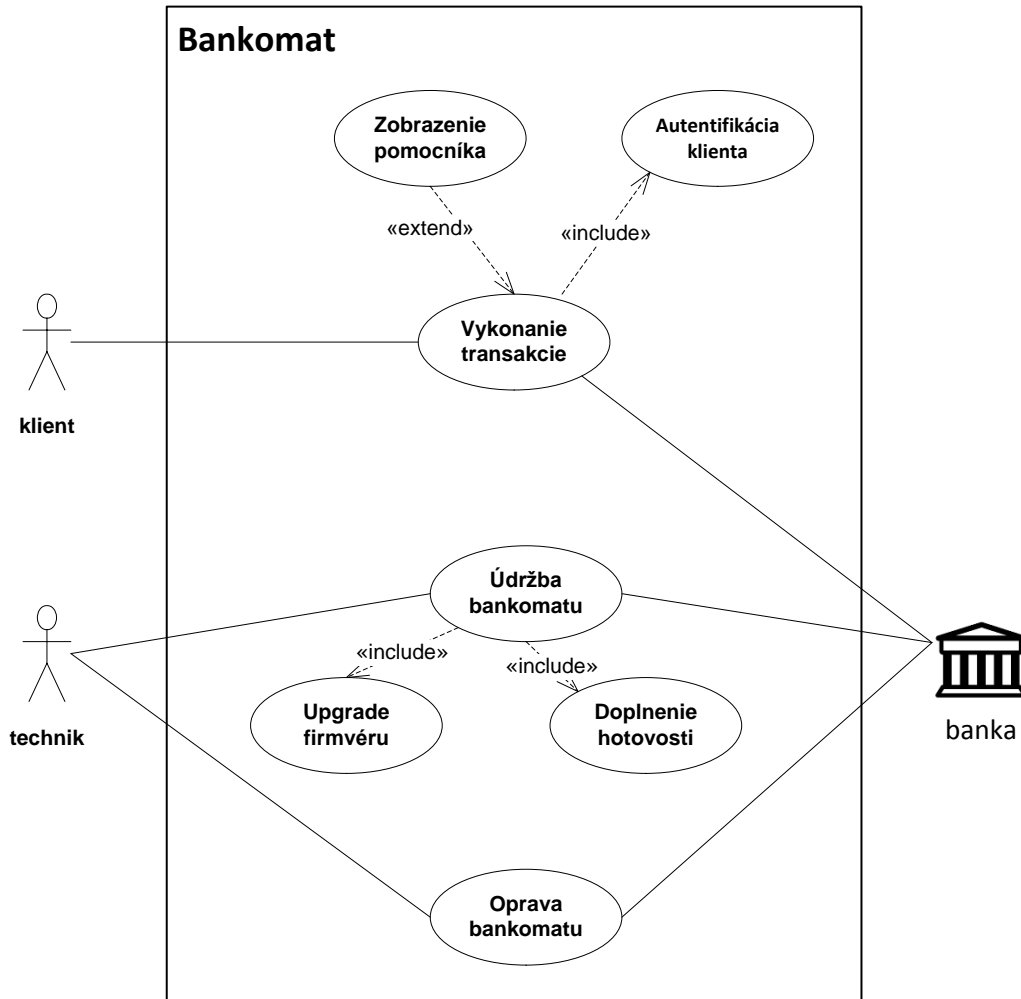 Bankomat
Zobrazenie
pomocníka
Autentifikácia
klienta
«extend»
«include»
Vykonanie
transakcie
klient
Údržba
bankomatu
«include»
«include»
Upgrade
firmvéru
Doplnenie
hotovosti
technik
banka
Oprava
bankomatu